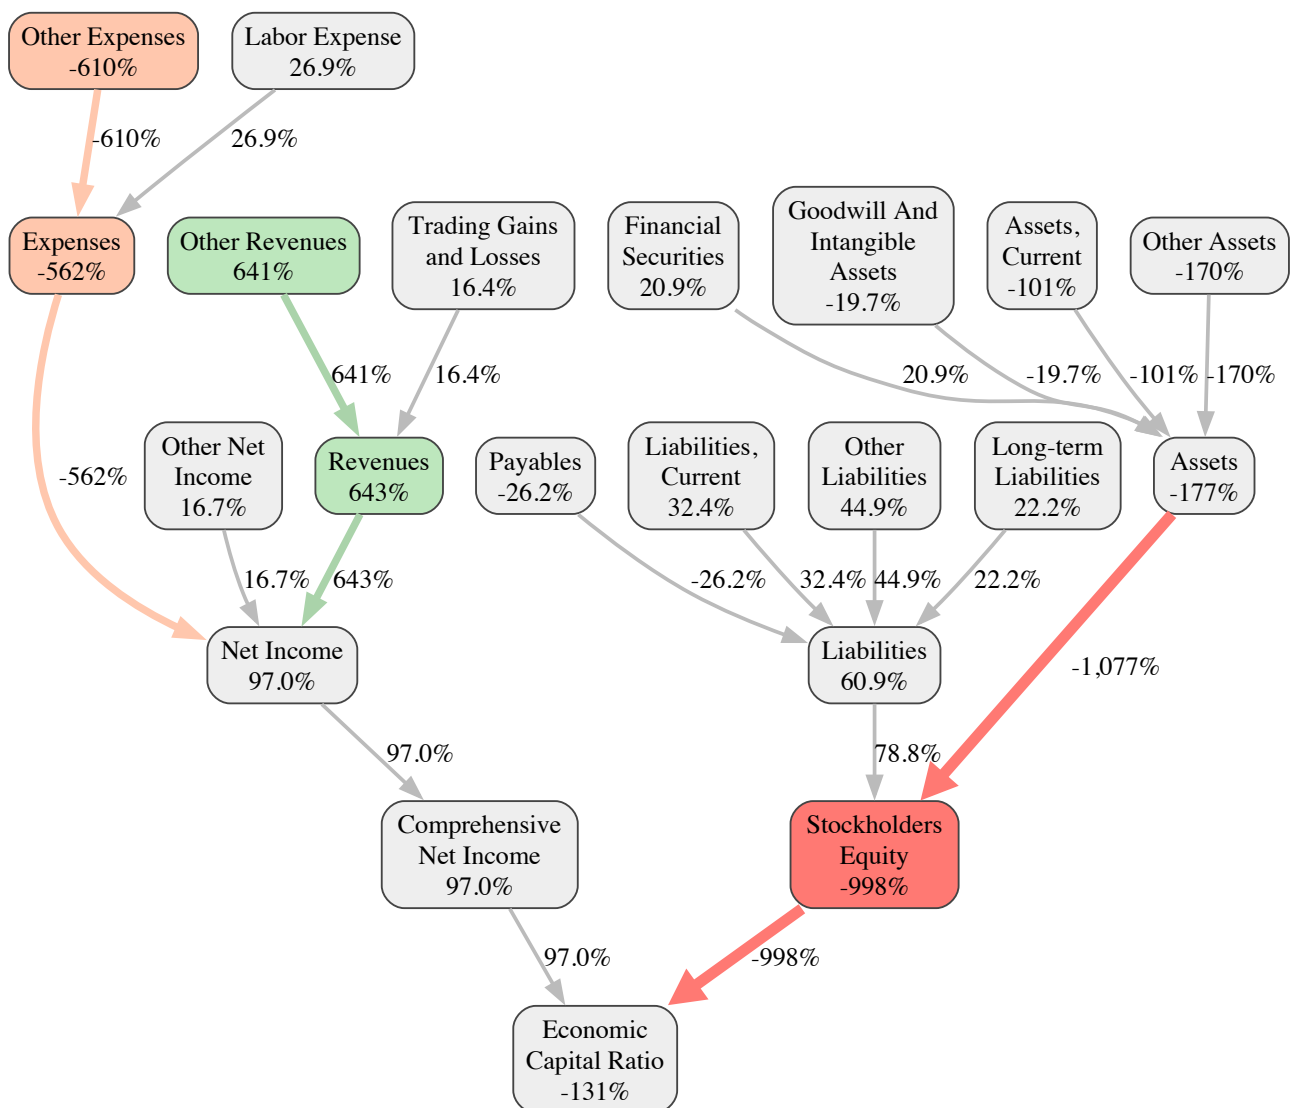 Other Expenses
-610%
Labor Expense
26.9%
-610%
26.9%
Expenses
-562%
Other Revenues
641%
Trading Gains
and Losses
16.4%
Financial
Securities
20.9%
Goodwill And
Intangible
Assets
-19.7%
Assets,
Current
-101%
Other Assets
-170%
641%
16.4%
20.9%
-19.7%
-101%
-170%
-562%
Other Net
Income
16.7%
Revenues
643%
Payables
-26.2%
Liabilities,
Current
32.4%
Other
Liabilities
44.9%
Long-term
Liabilities
22.2%
Assets
-177%
16.7%
643%
-26.2%
32.4%
44.9%
22.2%
Net Income
97.0%
Liabilities
60.9%
-1,077%
97.0%
78.8%
Comprehensive
Net Income
97.0%
Stockholders
Equity
-998%
97.0%
-998%
Economic
Capital Ratio
-131%